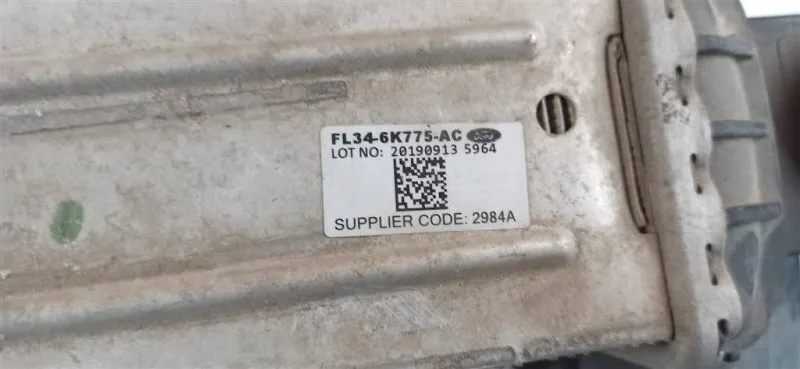 FL34-6K775-AC Ford
LOT NO: 20190913 5964
SUPPLIER CODE: 2984A